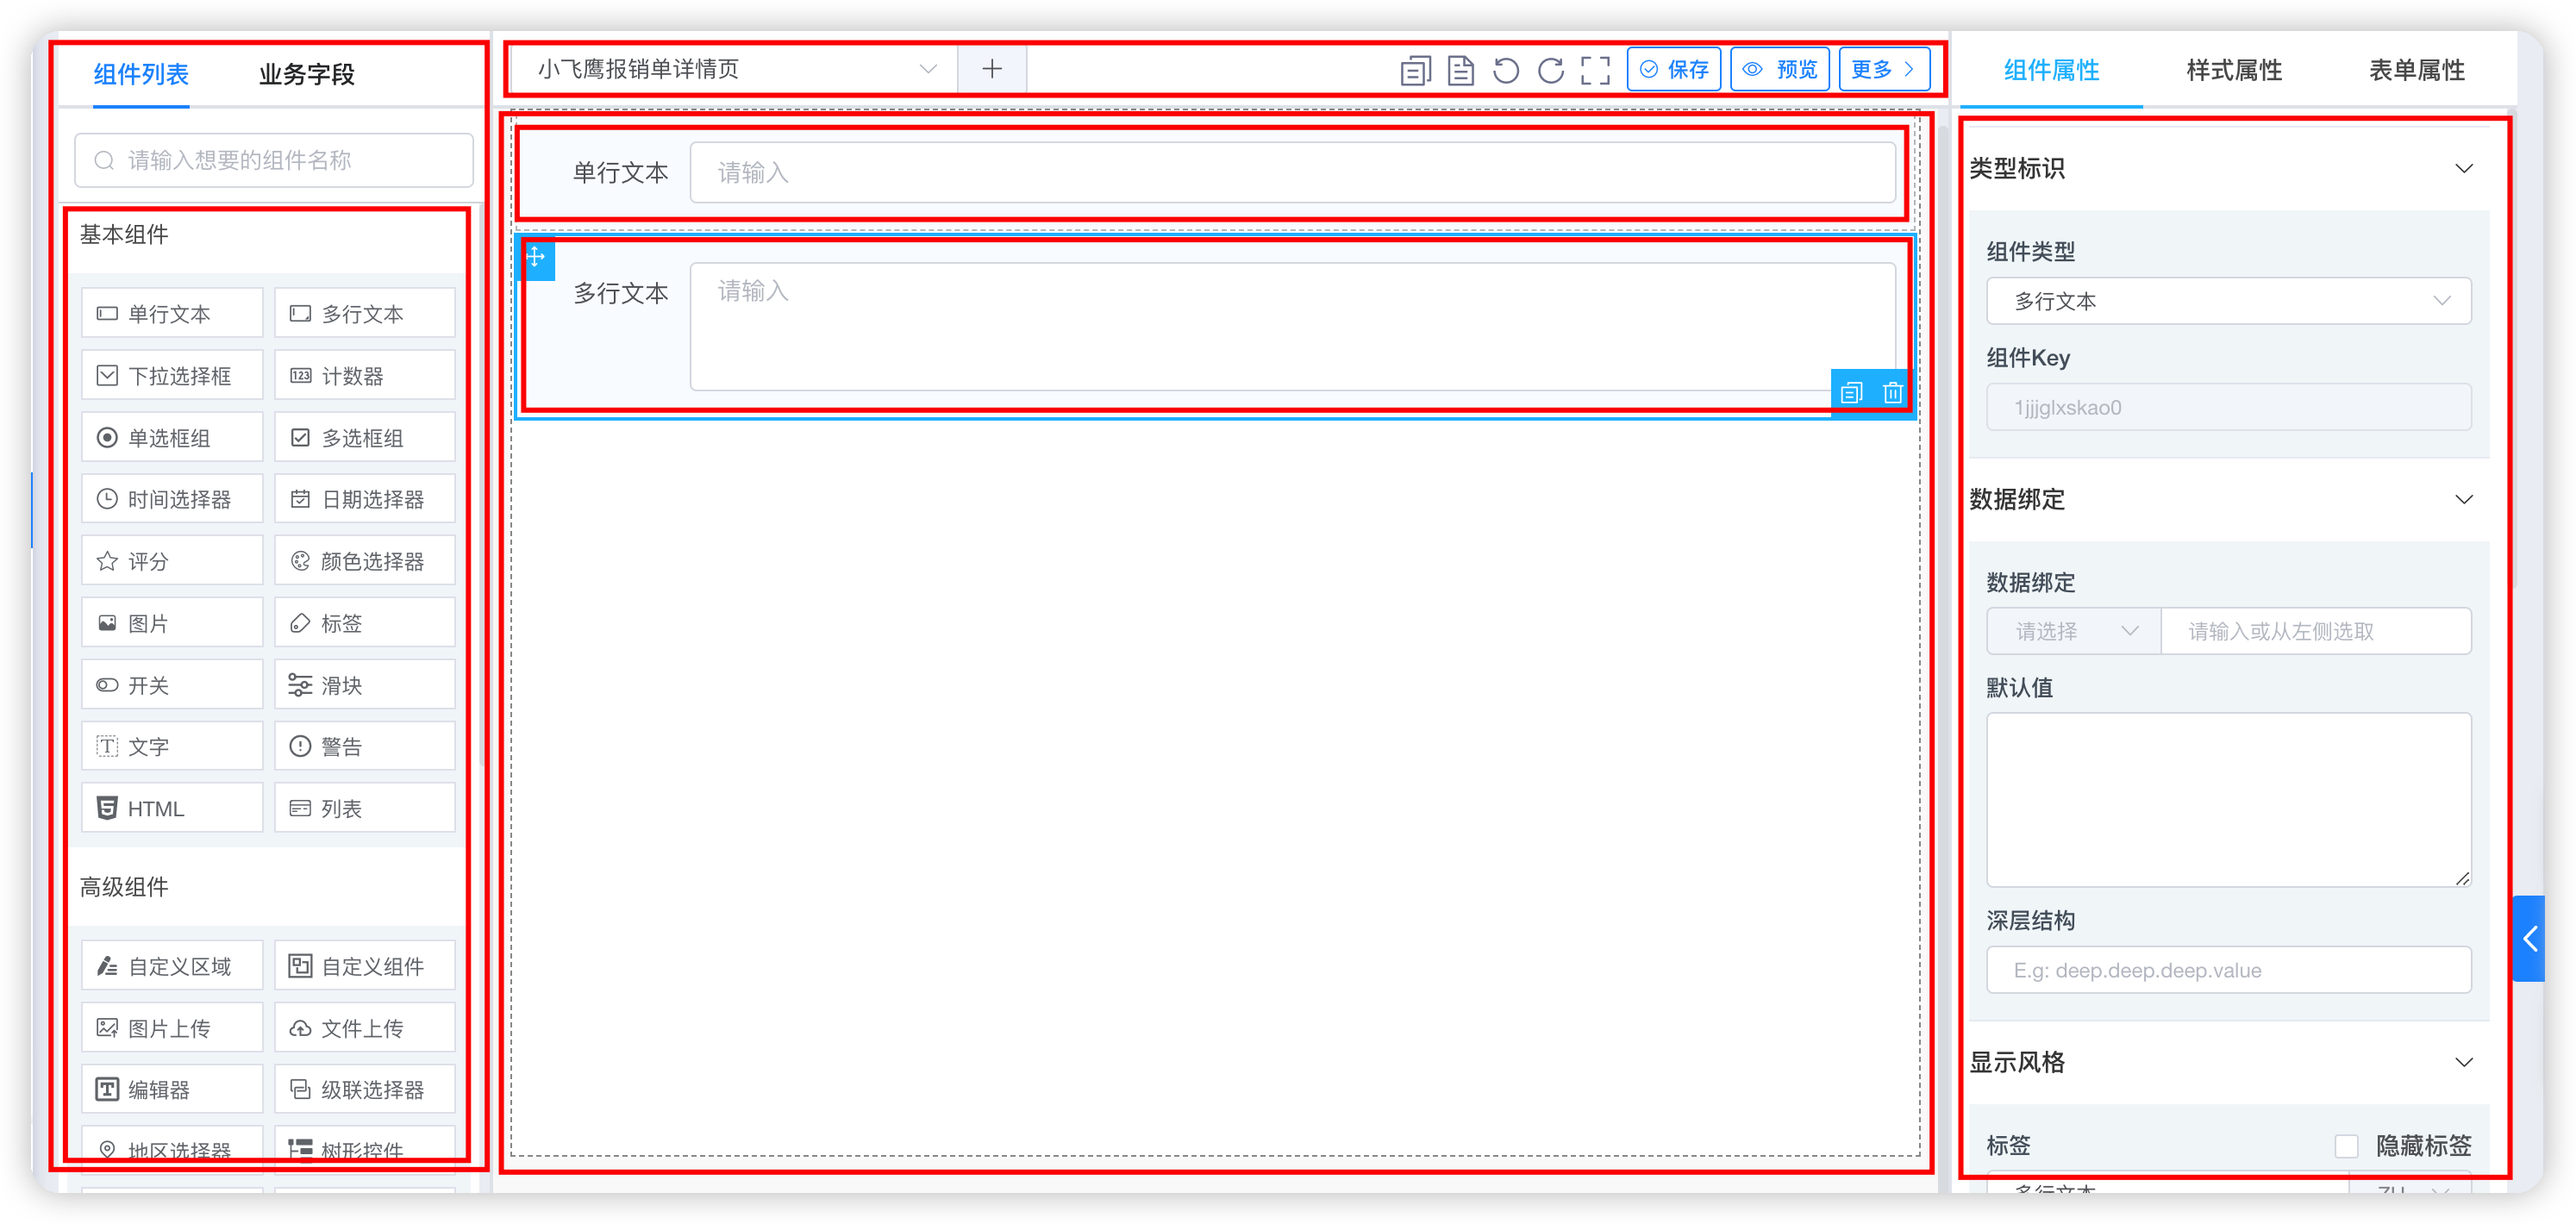 组件列表 业务字段
请输入想要的组件名称
基本组件
单行文本 多行文本
下拉选择框 计数器
单选框组 多选框组
时间选择器 日期选择器
评分 颜色选择器
图片 标签
开关 滑块
文字 警告
HTML 列表
高级组件
自定义区域 自定义组件
图片上传 文件上传
编辑器 级联选择器
地区选择器 树形控件
小飞鹰报销单详情页
保存 预览 更多
单行文本 请输入
多行文本 请输入
组件属性 样式属性 表单属性
类型标识
组件类型
多行文本
组件Key
1jjjglxskao0
数据绑定
数据绑定
请选择 请输入或从左侧选取
默认值
深层结构
E.g: deep.deep.deep.value
显示风格
标签 隐藏标签
多行文本